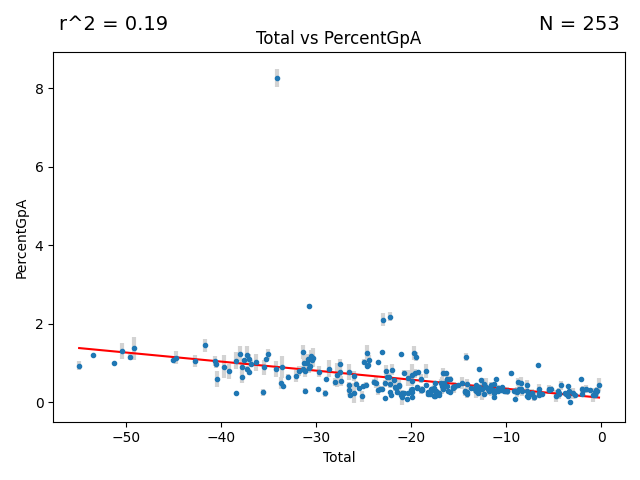 r^2 = 0.19
N = 253
Total vs PercentGpA
8
6
4
2
0
PercentGpA
−50
−40
−30
−20
−10
0
Total